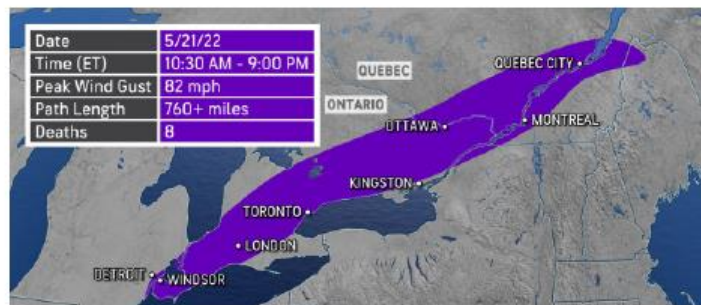 Date 5/21/22
Time (ET) 10:30 AM - 9:00 PM
Peak Wind Gust 82 mph
Path Length 760+ miles
Deaths 8
QUEBEC CITY
QUEBEC
ONTARIO
OTTAWA
MONTREAL
KINGSTON
TORONTO
LONDON
DETROIT
WINDSOR